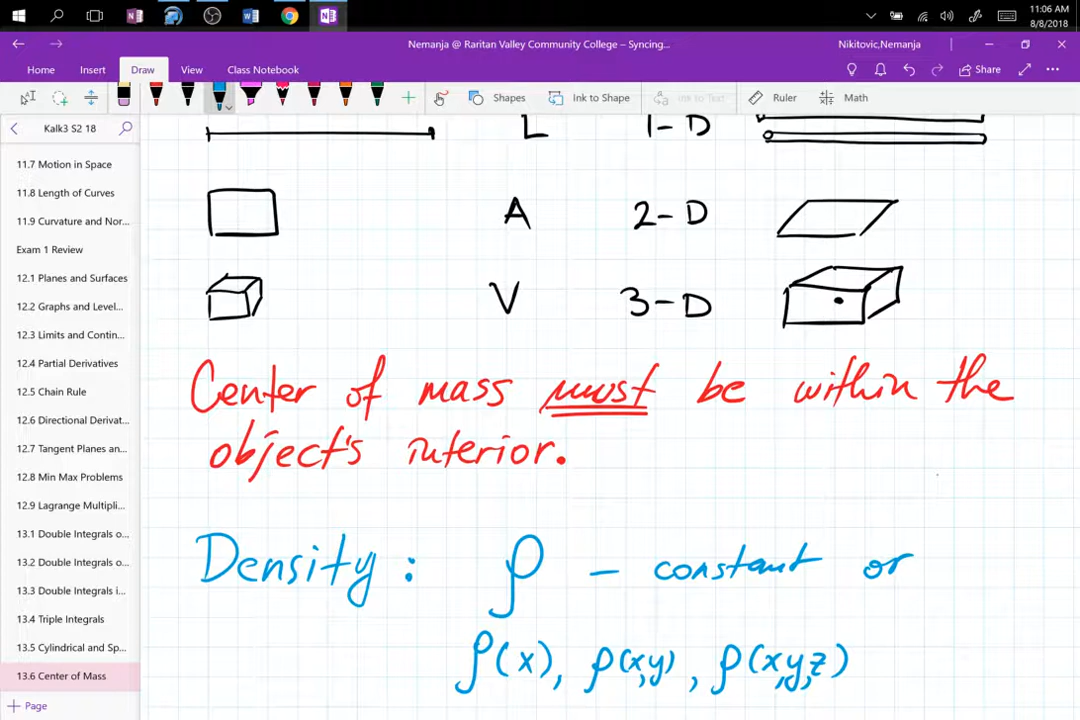 11:06 AM
8/8/2018
Nemanja @ Raritan Valley Community College – Syncing...
Nikitovic,Nemanja
Home Insert Draw View Class Notebook
Share
Shapes Ink to Shape Ink to Text Ruler Math
Kalk3 S2 18
11.7 Motion in Space
11.8 Length of Curves
11.9 Curvature and Nor...
Exam 1 Review
12.1 Planes and Surfaces
12.2 Graphs and Level...
12.3 Limits and Contin...
12.4 Partial Derivatives
12.5 Chain Rule
12.6 Directional Derivat...
12.7 Tangent Planes an...
12.8 Min Max Problems
12.9 Lagrange Multipli...
13.1 Double Integrals o...
13.2 Double Integrals o...
13.3 Double Integrals i...
13.4 Triple Integrals
13.5 Cylindrical and Sp...
13.6 Center of Mass
+ Page
L 1-D
A 2-D
V 3-D
Center of mass must be within the
object's interior.
Density: ρ – constant or
ρ(x), ρ(x,y), ρ(x,y,z)